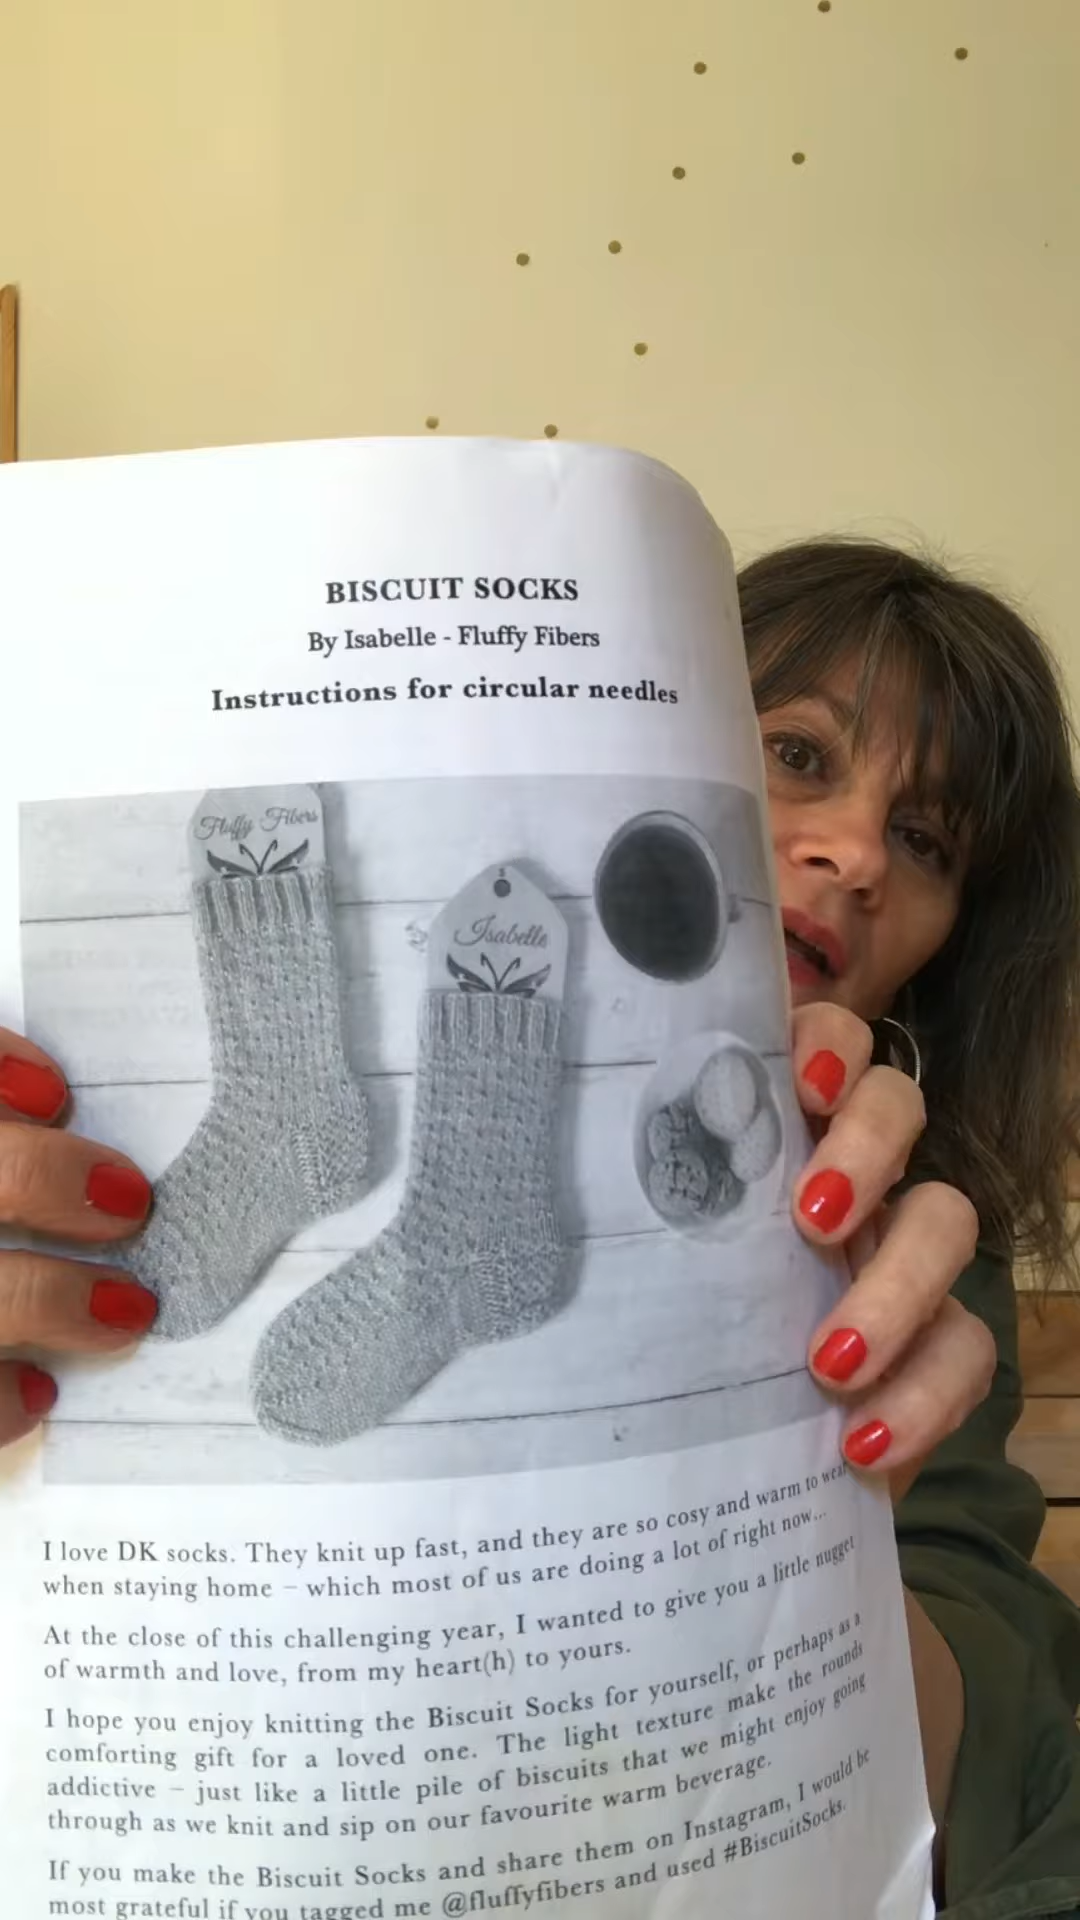 BISCUIT SOCKS
By Isabelle - Fluffy Fibers
Instructions for circular needles
Fluffy Fibers
Isabelle
I love DK socks. They knit up fast, and they are so cosy and warm to wear
when staying home – which most of us are doing a lot of right now...
At the close of this challenging year, I wanted to give you a little nugget
of warmth and love, from my heart(h) to yours.
I hope you enjoy knitting the Biscuit Socks for yourself, or perhaps as a
comforting gift for a loved one. The light texture make the rounds
addictive – just like a little pile of biscuits that we might enjoy going
through as we knit and sip on our favourite warm beverage.
If you make the Biscuit Socks and share them on Instagram, I would be
most grateful if you tagged me @fluffyfibers and used #BiscuitSocks.